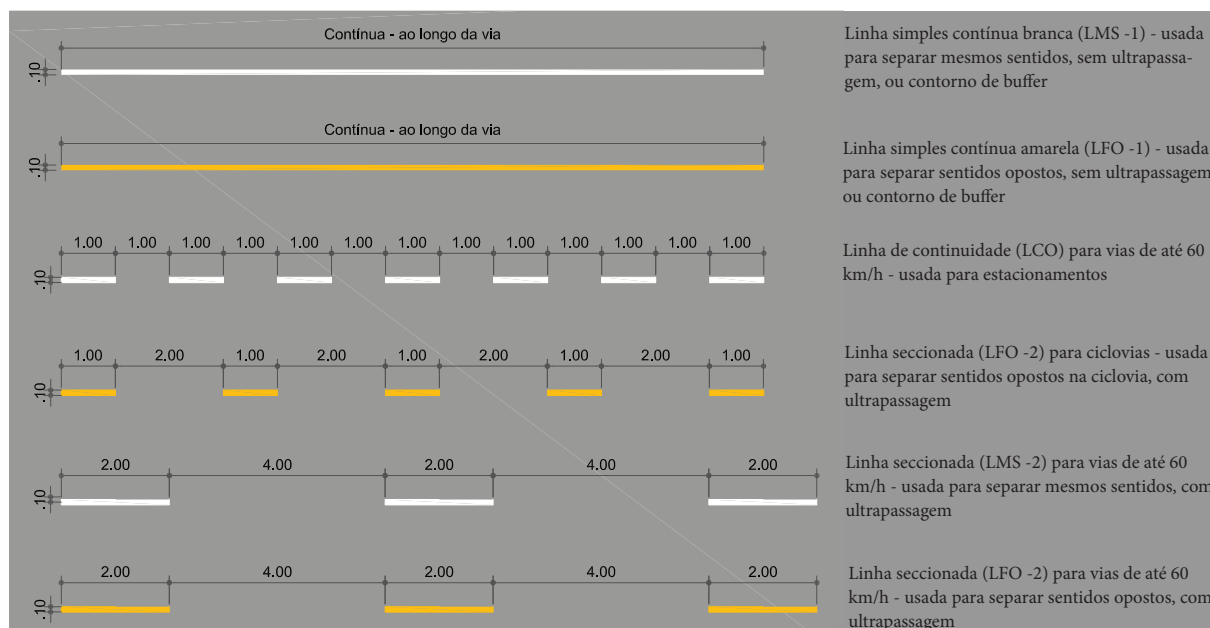 Contínua - ao longo da via
.10
Linha simples contínua branca (LMS -1) - usada
para separar mesmos sentidos, sem ultrapassa-
gem, ou contorno de buffer
Contínua - ao longo da via
.10
Linha simples contínua amarela (LFO -1) - usada
para separar sentidos opostos, sem ultrapassagem
ou contorno de buffer
1.00 1.00 1.00 1.00 1.00 1.00 1.00 1.00 1.00 1.00 1.00 1.00 1.00
.10
Linha de continuidade (LCO) para vias de até 60
km/h - usada para estacionamentos
1.00 2.00 1.00 2.00 1.00 2.00 1.00 2.00 1.00
.10
Linha seccionada (LFO -2) para ciclovias - usada
para separar sentidos opostos na ciclovia, com
ultrapassagem
2.00 4.00 2.00 4.00 2.00
.10
Linha seccionada (LMS -2) para vias de até 60
km/h - usada para separar mesmos sentidos, com
ultrapassagem
2.00 4.00 2.00 4.00 2.00
.10
Linha seccionada (LFO -2) para vias de até 60
km/h - usada para separar sentidos opostos, com
ultrapassagem